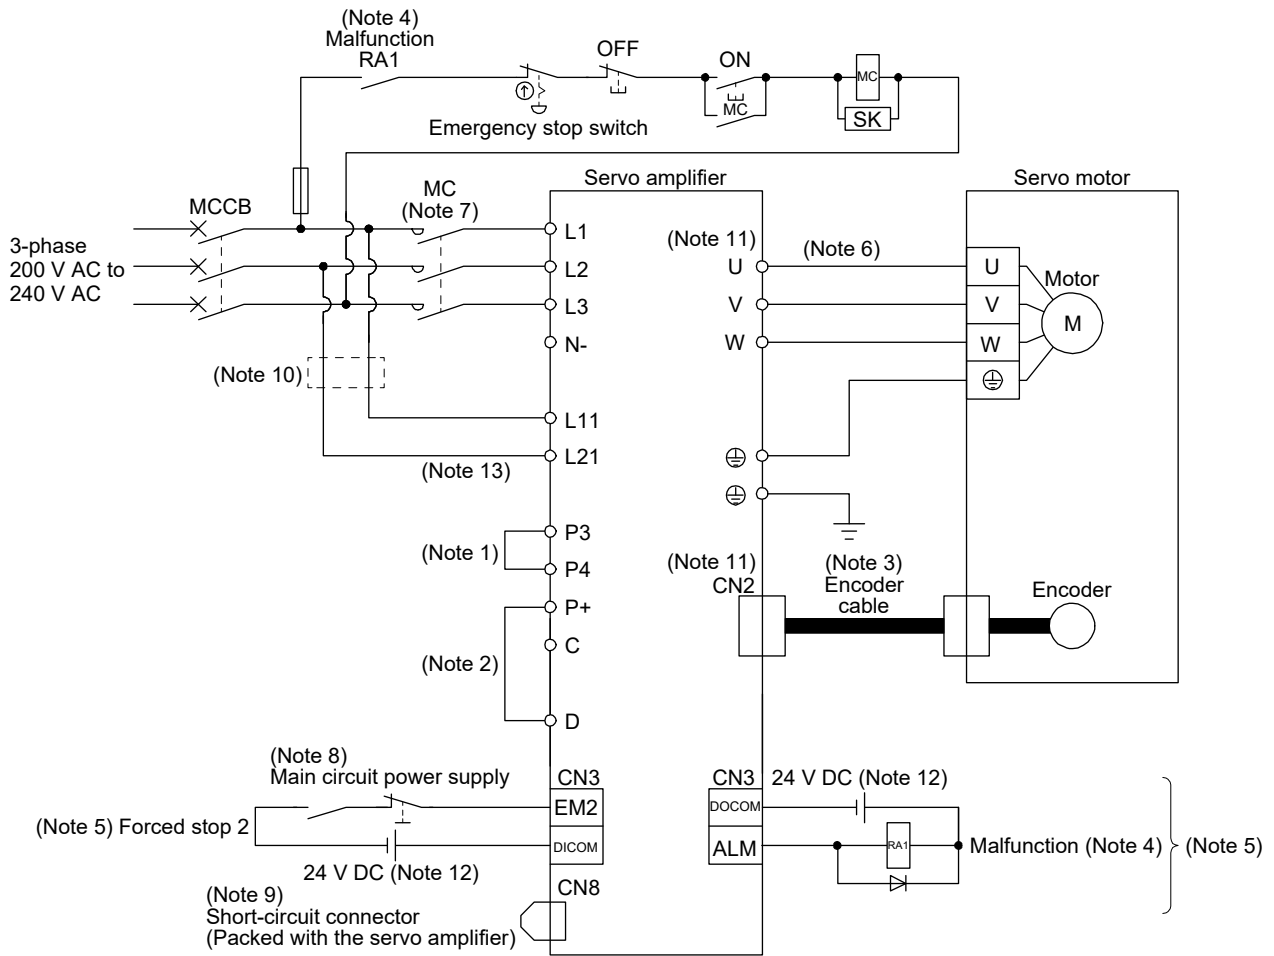 (Note 4)
Malfunction
RA1
OFF
ON
MC
MC
SK
Emergency stop switch
Servo amplifier
Servo motor
MCCB
MC
(Note 7)
3-phase
200 V AC to
240 V AC
L1
L2
L3
N-
(Note 11)
U
V
W
(Note 6)
U
V
W
Motor
M
(Note 10)
L11
L21
(Note 13)
(Note 1)
P3
P4
P+
C
(Note 2)
D
(Note 11)
CN2
(Note 3)
Encoder
cable
Encoder
(Note 8)
Main circuit power supply
CN3
EM2
DICOM
(Note 5) Forced stop 2
24 V DC (Note 12)
CN3
DOCOM
ALM
24 V DC (Note 12)
RA1
Malfunction (Note 4)
(Note 5)
(Note 9)
Short-circuit connector
(Packed with the servo amplifier)
CN8